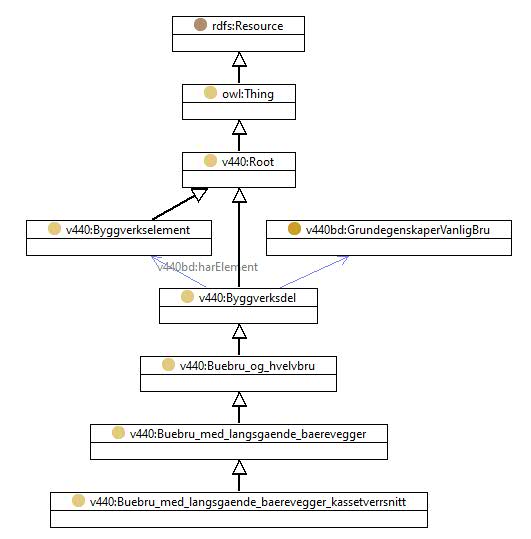 rdfs:Resource
owl:Thing
v440:Root
v440:Byggverkselement
v440bd:GrundegenskaperVanligBru
v440bd:harElement
v440:Byggverksdel
v440:Buebru_og_hvelvbru
v440:Buebru_med_langsgaende_baerevegger
v440:Buebru_med_langsgaende_baerevegger_kassetverrsnitt